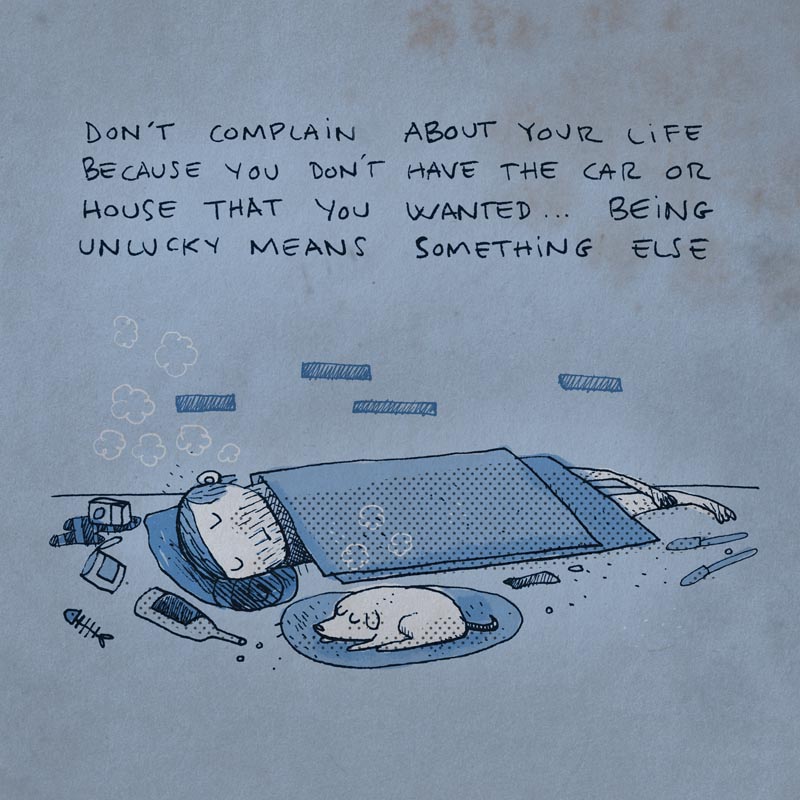 DON'T COMPLAIN ABOUT YOUR LIFE
BECAUSE YOU DON'T HAVE THE CAR OR
HOUSE THAT YOU WANTED... BEING
UNLUCKY MEANS SOMETHING ELSE